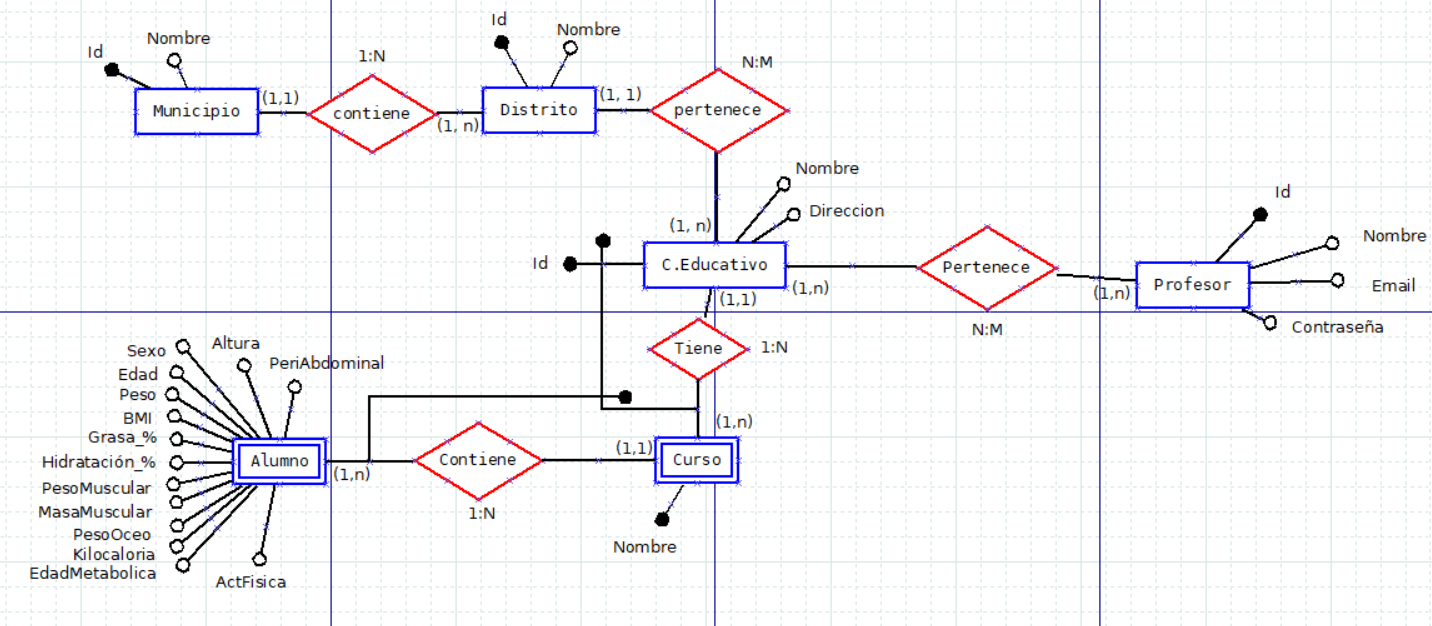 Id
Nombre
1:N
Id
Nombre
N:M
Municipio
(1,1)
contiene
(1, n)
Distrito
(1, 1)
pertenece
Nombre
Direccion
(1, n)
Id
C.Educativo
(1,n)
(1,1)
Pertenece
N:M
(1,n)
Profesor
Id
Nombre
Email
Contraseña
Tiene
1:N
(1,n)
Sexo
Altura
PeriAbdominal
Edad
Peso
BMI
Grasa_%
Hidratación_%
PesoMuscular
MasaMuscular
PesoOceo
Kilocaloria
EdadMetabolica
ActFisica
Alumno
(1,n)
Contiene
1:N
(1,1)
Curso
Nombre